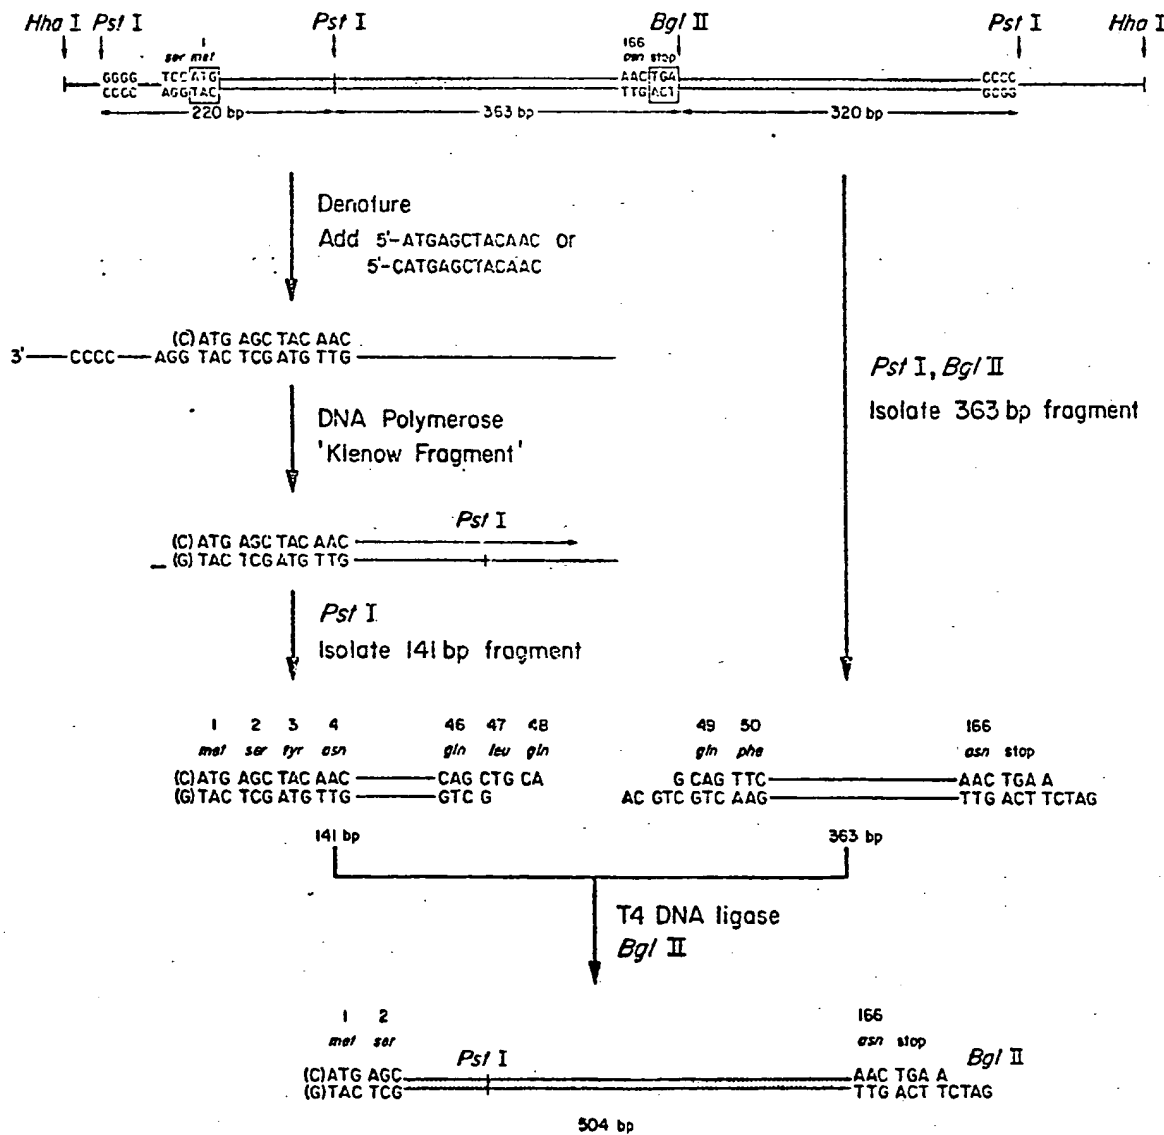 Hha I Pst I Pst I Bgl II Pst I Hha I
1 166
ser met asn stop
GGGG TCC ATG AAC TGA CCCC
CCCC AGG TAC TTG ACT GGGG
220 bp 363 bp 320 bp
Denature
Add 5'-ATGAGCTACAAC or
5'-CATGAGCTACAAC
(C) ATG AGC TAC AAC
3' CCCC AGG TAC TCG ATG TTG
Pst I, Bgl II
Isolate 363 bp fragment
DNA Polymerase
'Klenow Fragment'
Pst I
(C) ATG AGC TAC AAC
(G) TAC TCG ATG TTG
Pst I
Isolate 141 bp fragment
1 2 3 4 46 47 48 49 50 166
met ser tyr asn gln leu gln gln phe asn stop
(C) ATG AGC TAC AAC CAG CTG CA G CAG TTC AAC TGA A
(G) TAC TCG ATG TTG GTC G AC GTC GTC AAG TTG ACT TCTAG
141 bp 363 bp
T4 DNA ligase
Bgl II
1 2 166
met ser asn stop
Pst I Bgl II
(C) ATG AGC AAC TGA A
(G) TAC TCG TTG ACT TCTAG
504 bp